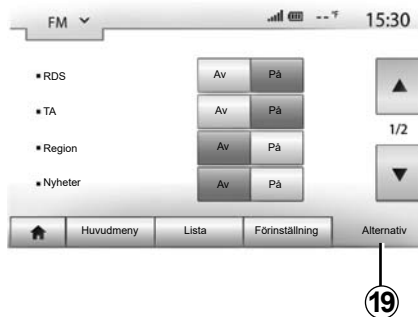 FM --°F 15:30
RDS Av På
TA Av På
1/2
Region Av På
Nyheter Av På
Huvudmeny Lista Förinställning Alternativ
19